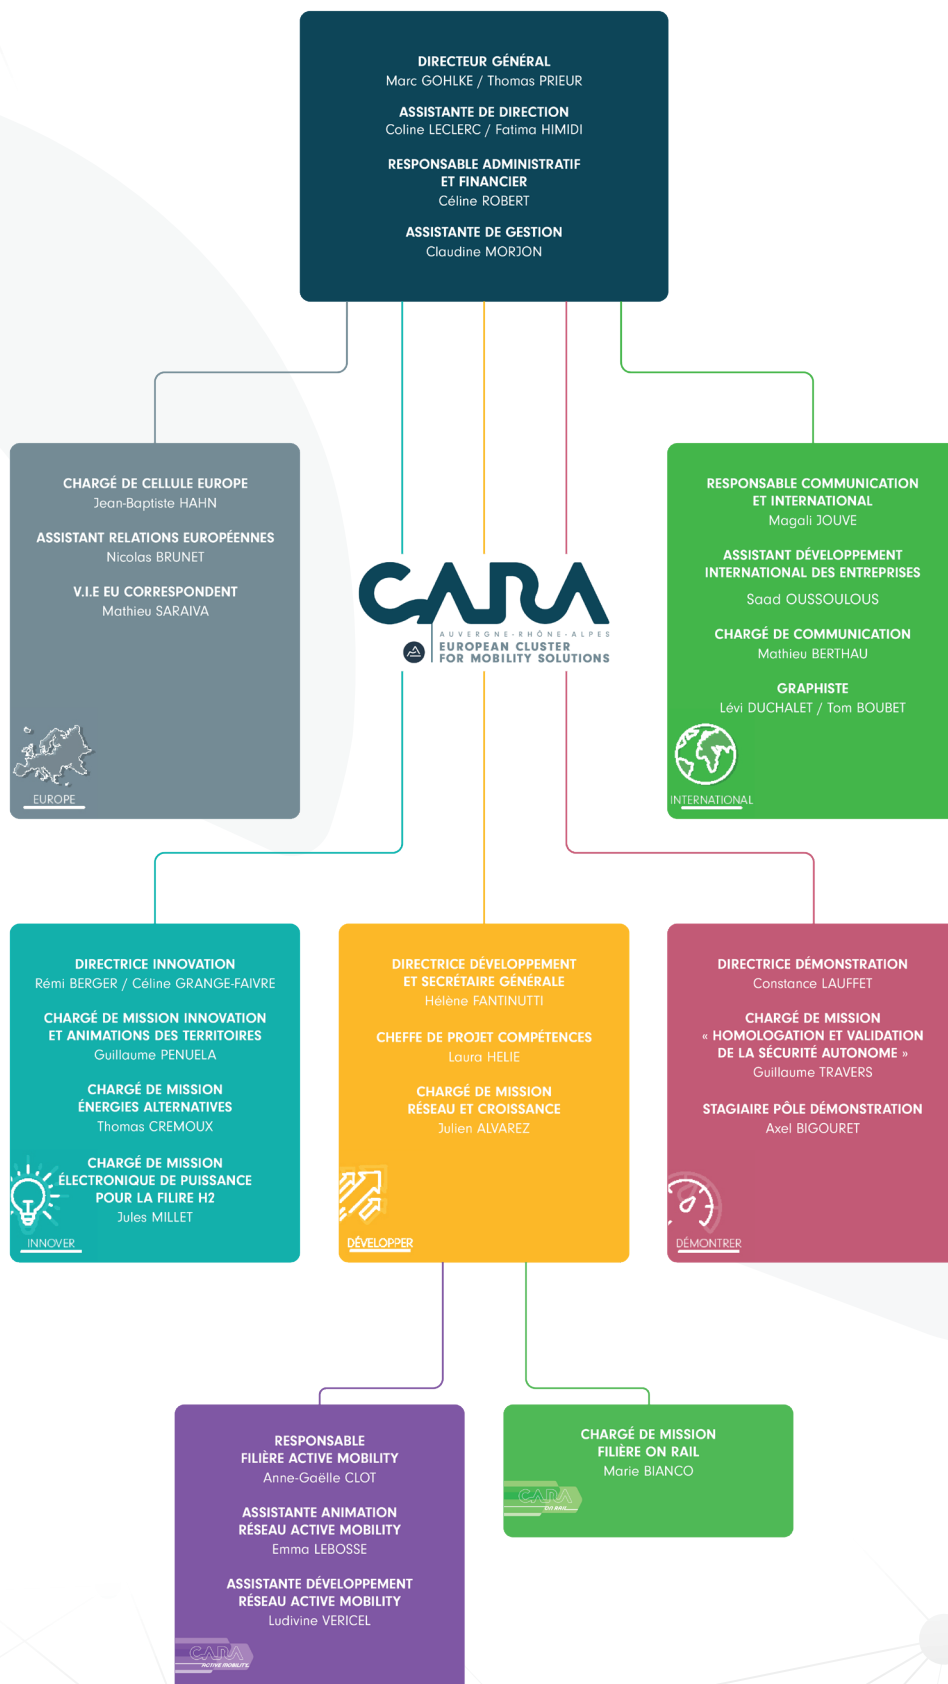 DIRECTEUR GÉNÉRAL
Marc GOHLKE / Thomas PRIEUR
ASSISTANTE DE DIRECTION
Coline LECLERC / Fatima HIMIDI
RESPONSABLE ADMINISTRATIF
ET FINANCIER
Céline ROBERT
ASSISTANTE DE GESTION
Claudine MORJON
CHARGÉ DE CELLULE EUROPE
Jean-Baptiste HAHN
ASSISTANT RELATIONS EUROPÉENNES
Nicolas BRUNET
V.I.E EU CORRESPONDENT
Mathieu SARAIVA
EUROPE
CARA
AUVERGNE-RHÔNE-ALPES
EUROPEAN CLUSTER
FOR MOBILITY SOLUTIONS
RESPONSABLE COMMUNICATION
ET INTERNATIONAL
Magali JOUVE
ASSISTANT DÉVELOPPEMENT
INTERNATIONAL DES ENTREPRISES
Saad OUSSOULOUS
CHARGÉ DE COMMUNICATION
Mathieu BERTHAU
GRAPHISTE
Lévi DUCHALET / Tom BOUBET
INTERNATIONAL
DIRECTRICE INNOVATION
Rémi BERGER / Céline GRANGE-FAIVRE
CHARGÉ DE MISSION INNOVATION
ET ANIMATIONS DES TERRITOIRES
Guillaume PENUELA
CHARGÉ DE MISSION
ÉNERGIES ALTERNATIVES
Thomas CREMOUX
CHARGÉ DE MISSION
ÉLECTRONIQUE DE PUISSANCE
POUR LA FILIRE H2
Jules MILLET
INNOVER
DIRECTRICE DÉVELOPPEMENT
ET SECRÉTAIRE GÉNÉRALE
Hélène FANTINUTTI
CHEFFE DE PROJET COMPÉTENCES
Laura HELIE
CHARGÉ DE MISSION
RÉSEAU ET CROISSANCE
Julien ALVAREZ
DÉVELOPPER
DIRECTRICE DÉMONSTRATION
Constance LAUFFET
CHARGÉ DE MISSION
« HOMOLOGATION ET VALIDATION
DE LA SÉCURITÉ AUTONOME »
Guillaume TRAVERS
STAGIAIRE PÔLE DÉMONSTRATION
Axel BIGOURET
DÉMONTRER
RESPONSABLE
FILIÈRE ACTIVE MOBILITY
Anne-Gaëlle CLOT
ASSISTANTE ANIMATION
RÉSEAU ACTIVE MOBILITY
Emma LEBOSSE
ASSISTANTE DÉVELOPPEMENT
RÉSEAU ACTIVE MOBILITY
Ludivine VERICEL
CARA
ACTIVE MOBILITY
CHARGÉ DE MISSION
FILIÈRE ON RAIL
Marie BIANCO
CARA
ON RAIL